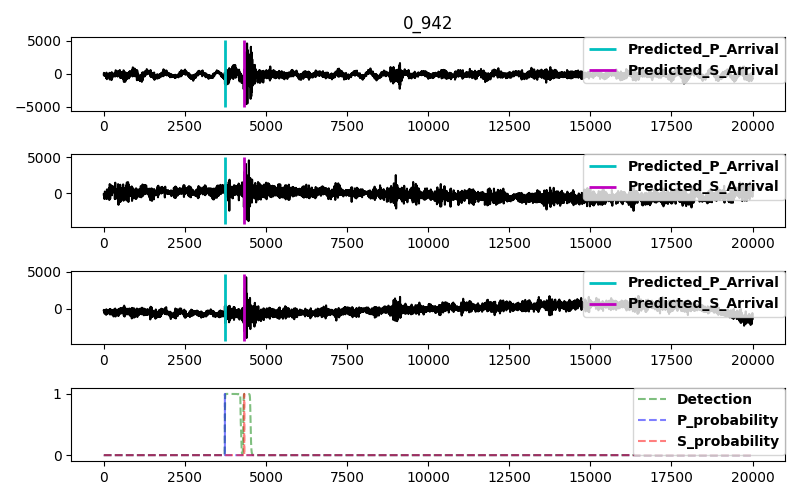 0_942
5000
0
−5000
Predicted_P_Arrival
Predicted_S_Arrival
0 2500 5000 7500 10000 12500 15000 17500 20000
5000
0
Predicted_P_Arrival
Predicted_S_Arrival
0 2500 5000 7500 10000 12500 15000 17500 20000
5000
0
Predicted_P_Arrival
Predicted_S_Arrival
0 2500 5000 7500 10000 12500 15000 17500 20000
1
0
Detection
P_probability
S_probability
0 2500 5000 7500 10000 12500 15000 17500 20000